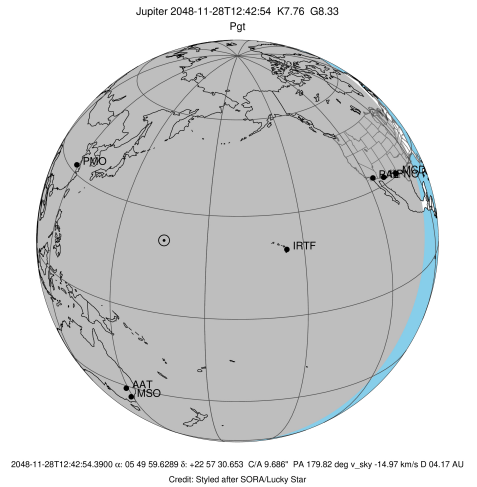 Jupiter 2048-11-28T12:42:54 K7.76 G8.33
Pgt
PMO
IRTF
AAT
MSO
2048-11-28T12:42:54.3900 α: 05 49 59.6289 δ: +22 57 30.653 C/A 9.686" PA 179.82 deg v_sky -14.97 km/s D 04.17 AU
Credit: Styled after SORA/Lucky Star